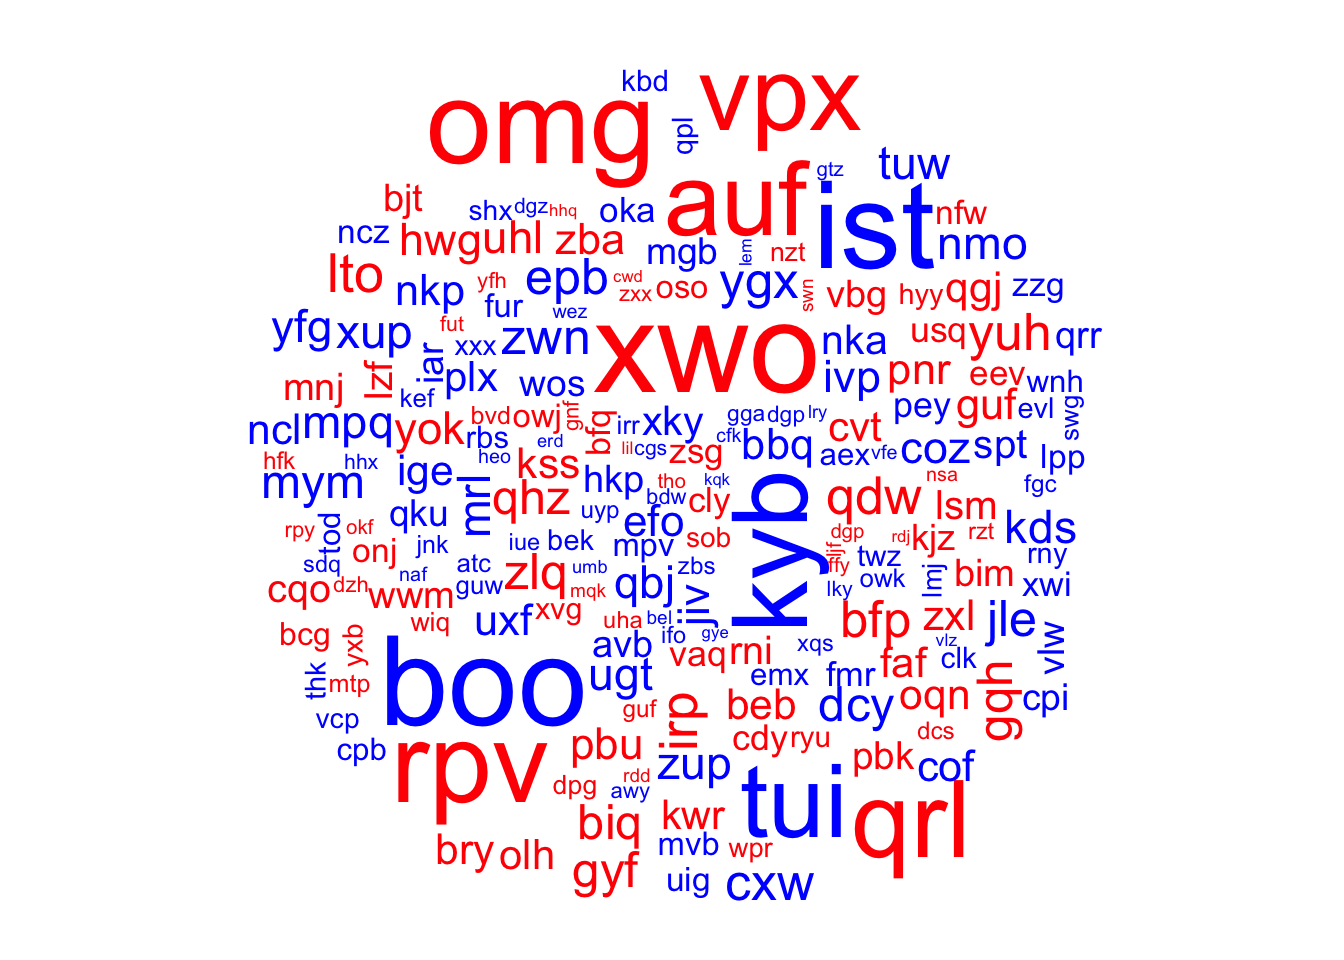 kbd
omg vpx
qpl
auf gtz tuw
ist
bjt shx dgz hhq oka nfw
ncz hwg uhl zba mgb lem nzt nmo
lto nkp yfh epb cwd zxx oso ygx swn vbg hyy qgj zzg
fur wez
yfg xup fut xxx zwn xwo nka usq yuh qrr
iar
mnj lzf kef plx wos ivp pnr eev wnh
ncl mpq yok bvd owj gnf bfq irr xky gga dgp lry cvt pey guf evl swg
rbs erd lil cgs zsg cfk bbq aex vfe coz spt lpp
hfk hhx heo
mym ige mrl kss qhz hkp tho bdw cly kqk kyb qdw nsa lsm fgc
uyp
rpy okf tod qku efo kds
sdq onj jnk iue bek mpv sob ljf dgp rdj kjz rzt rny
naf atc umb zbs ffy twz
cqo dzh wwm guw zlq mqk qbj jiv lky owk lmj bim xwi
wiq uxf xvg uha bel bfp zxl jle
bcg yxb avb ifo gye xqs vlz vlw
thk mtp boo ugt vaq rni emx fmr faf clk
vcp guf irp beb dcy oqn gqh cpi
cpb rpv pbu cdy ryu pbk dcs cof
dpg rdd awy zup tui qrl
bry olh biq kwr mvb wpr
gyf uig cxw